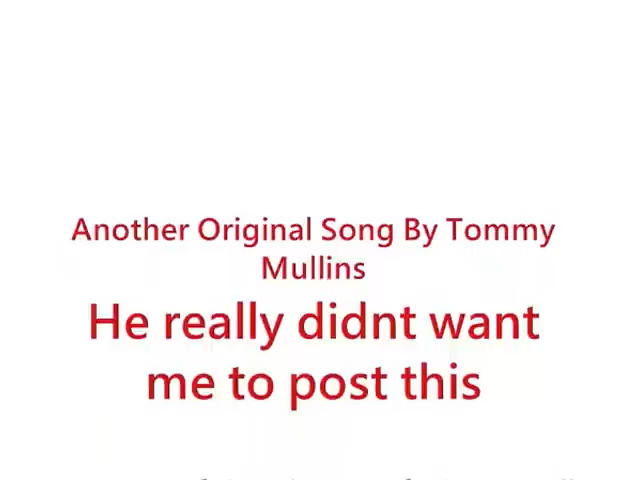 Another Original Song By Tommy
Mullins
He really didnt want
me to post this